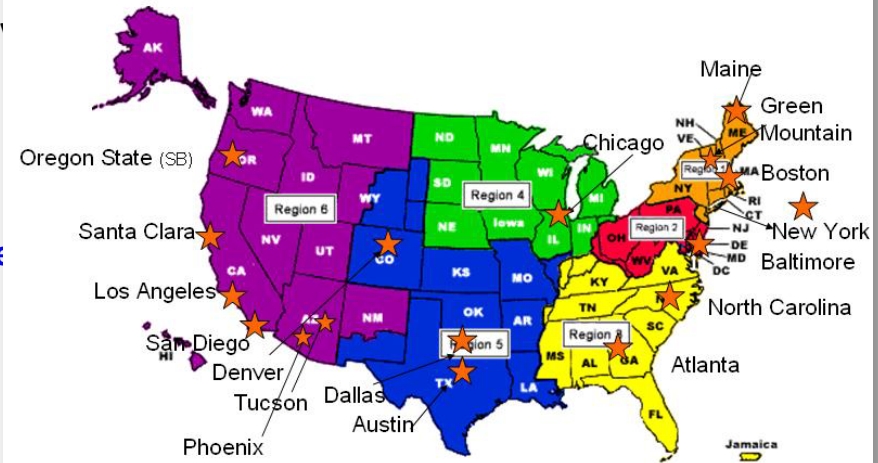 AK
Maine
WA
Green
NH
ND
MT
VE
ME
Mountain
MN
Chicago
Oregon State (SB)
OR
MA
Boston
WI
ID
SD
Region 4
MI
NY
WY
RI
Region 6
CT
Iowa
PA
NJ
New York
Santa Clara
NE
Region 2
OH
NV
IL
IN
DE
UT
CO
MD
Baltimore
WV
DC
CA
KS
MO
VA
KY
Los Angeles
TN
North Carolina
OK
NM
AR
SC
San Diego
Region 5
HI
MS
AL
GA
Atlanta
Denver
TX
LA
Dallas
Tucson
FL
Austin
Phoenix
Jamaica